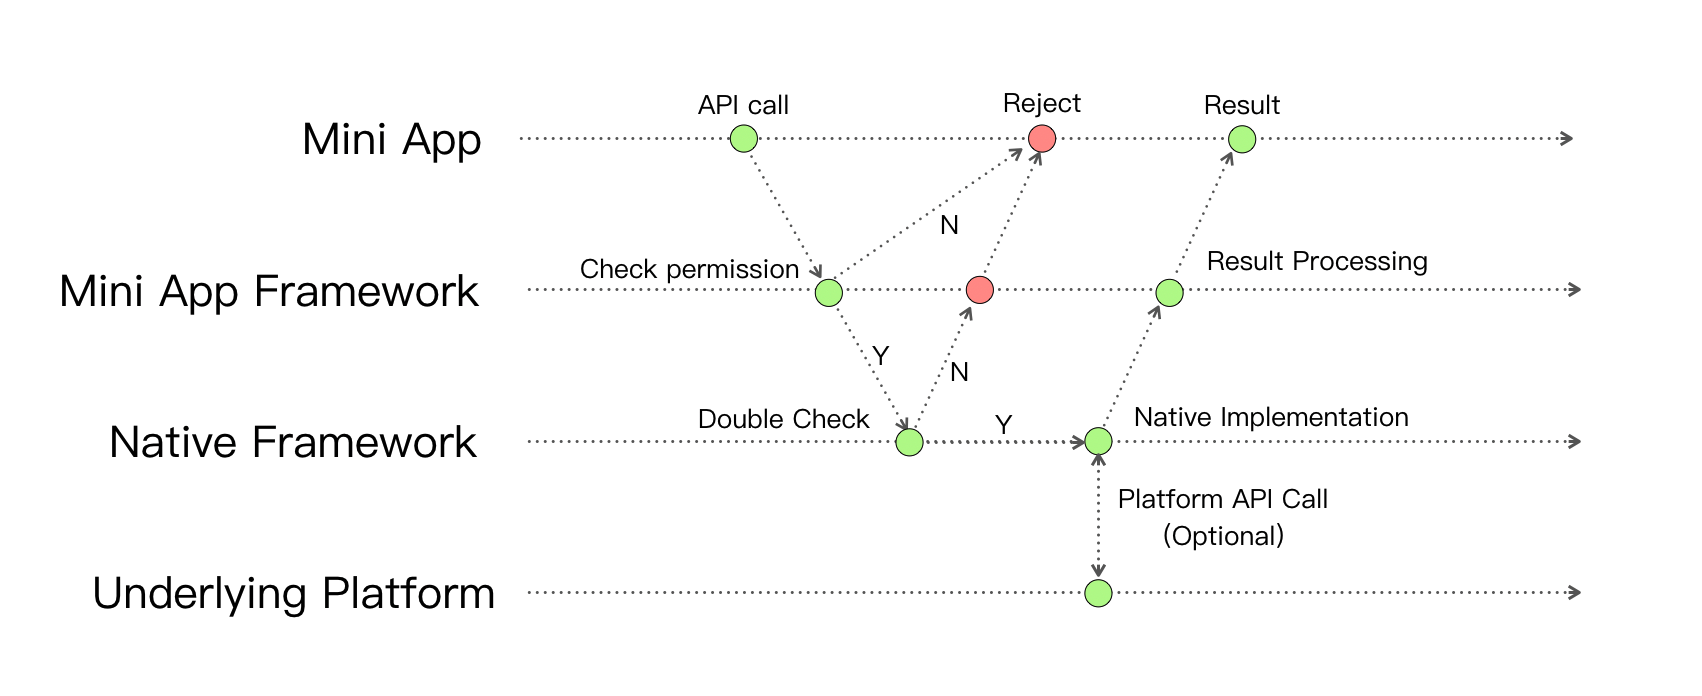 API call
Reject
Result
Mini App
N
Check permission
Result Processing
Mini App Framework
Y
N
Double Check
Y
Native Implementation
Native Framework
Platform API Call
(Optional)
Underlying Platform